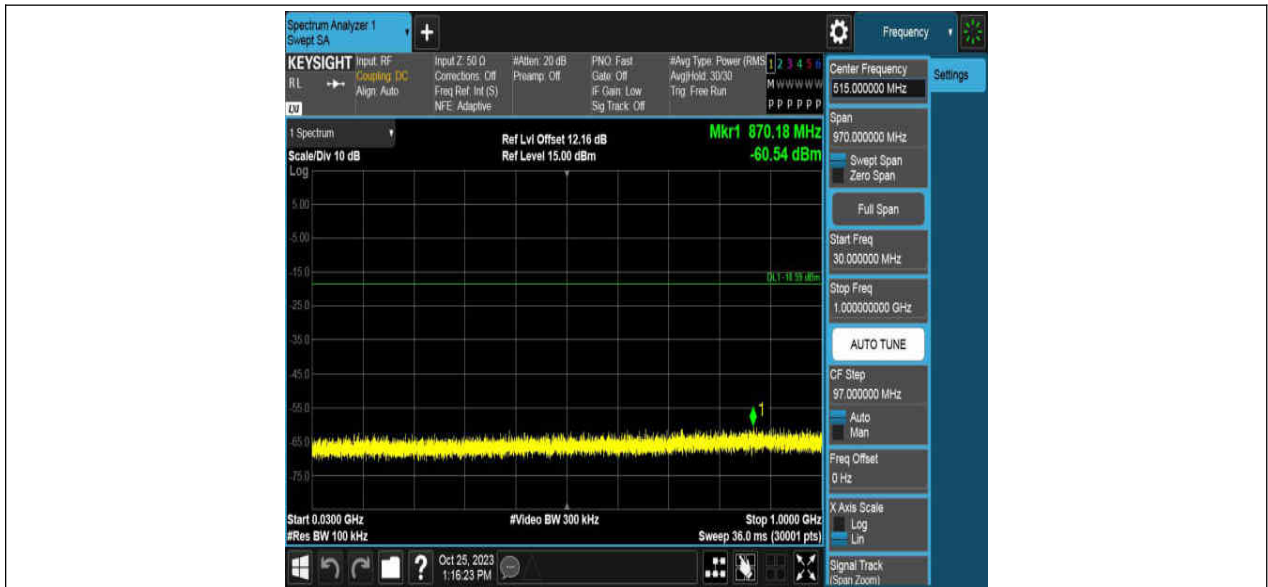 Spectrum Analyzer 1
Swept SA
+
Frequency
KEYSIGHT
RL
LXI
Input: RF
Coupling: DC
Align: Auto
Input Z: 50 Ω
Corrections: Off
Freq Ref: Int (S)
NFE: Adaptive
#Atten: 20 dB
Preamp: Off
PNO: Fast
Gate: Off
IF Gain: Low
Sig Track: Off
#Avg Type: Power (RMS
Avg|Hold: 30/30
Trig: Free Run
1 2 3 4 5 6
M W W W W W
P P P P P P
Center Frequency
515.000000 MHz
Settings
1 Spectrum
Scale/Div 10 dB
Log
Ref Lvl Offset 12.16 dB
Ref Level 15.00 dBm
Mkr1 870.18 MHz
-60.54 dBm
Span
970.000000 MHz
Swept Span
Zero Span
Full Span
Start Freq
30.000000 MHz
Stop Freq
1.000000000 GHz
AUTO TUNE
CF Step
97.000000 MHz
Auto
Man
Freq Offset
0 Hz
X Axis Scale
Log
Lin
Signal Track
(Span Zoom)
5.00
-5.00
-15.0
-25.0
-35.0
-45.0
-55.0
-65.0
-75.0
1
Start 0.0300 GHz
#Res BW 100 kHz
#Video BW 300 kHz
Stop 1.0000 GHz
Sweep 36.0 ms (30001 pts)
?
Oct 25, 2023
1:16:23 PM